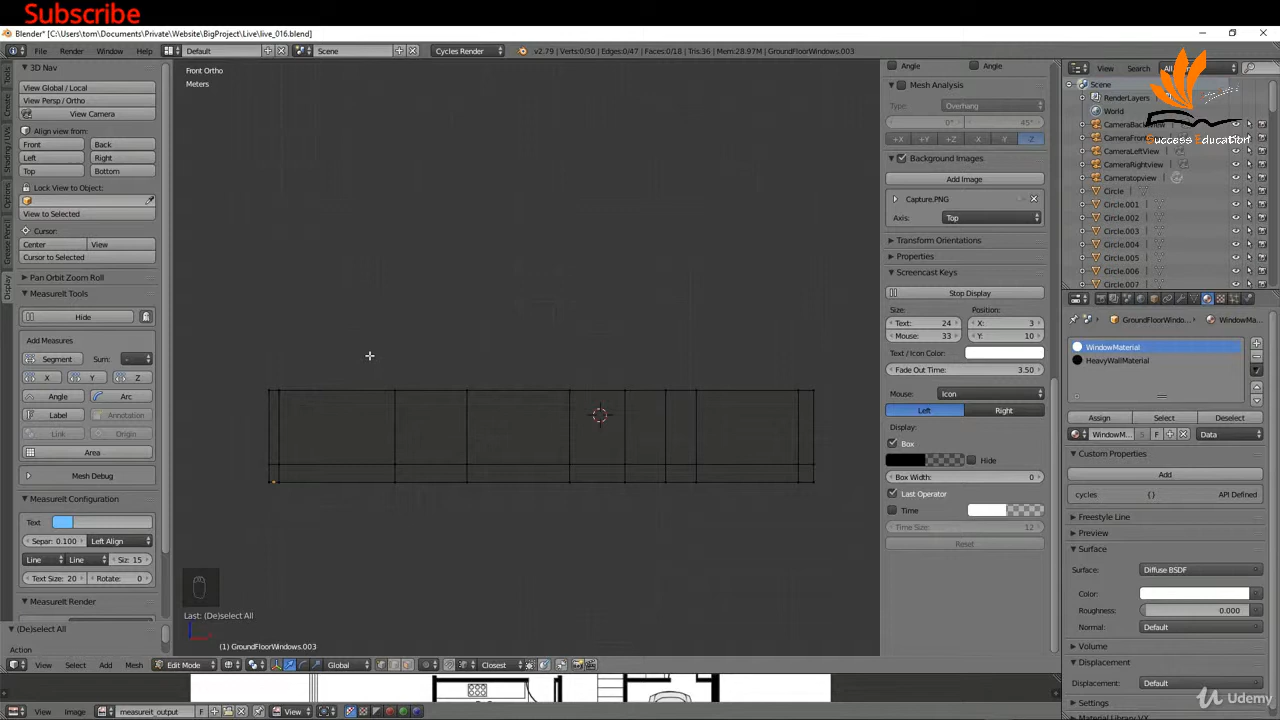 Subscribe
Blender* [C:\Users\tom\Documents\Private\Website\BigProject\Live\live_016.blend]
File Render Window Help Default Scene Cycles Render v2.79 | Verts:0/30 | Edges:0/47 | Faces:0/18 | Tris:36 | Mem:28.97M | GroundFloorWindows.003
3D Nav
View Global / Local
View Persp / Ortho
View Camera
Align view from:
Front Back
Left Right
Top Bottom
Lock View to Object:
View to Selected
Cursor:
Center View
Cursor to Selected
Pan Orbit Zoom Roll
MeasureIt Tools
Hide
Add Measures
Segment Sum: -
X Y Z
Angle Arc
Label Annotation
Link Origin
Area
Mesh Debug
MeasureIt Configuration
Text
Separ: 0.100 Left Align
Line Line Siz: 15
Text Size: 20 Rotate: 0
MeasureIt Render
(De)select All
Action
Tools
Create
Shading / UVs
Options
Grease Pencil
Display
Front Ortho
Meters
Last: (De)select All
(1) GroundFloorWindows.003
View Select Add Mesh Edit Mode Global Closest
View Image measureit_output F View
Angle Angle
Mesh Analysis
Type: Overhang
0° 45°
+X +Y +Z -X -Y -Z
Background Images
Add Image
Capture.PNG
Axis: Top
Transform Orientations
Properties
Screencast Keys
Stop Display
Size: Position:
Text: 24 X: 3
Mouse: 33 Y: 10
Text / Icon Color:
Fade Out Time: 3.50
Mouse: Icon
Left Right
Display:
Box
Hide
Box Width: 0
Last Operator
Time
Time Size: 12
Reset
View Search All
Scene
RenderLayers
World
CameraFron
CameraLeftView
CameraRightview
Cameratopview
Circle
Circle.001
Circle.002
Circle.003
Circle.004
Circle.005
Circle.006
Circle.007
Success Education
GroundFloorWindo... WindowMa...
WindowMaterial
HeavyWallMaterial
Assign Select Deselect
WindowM... 5 F Data
Custom Properties
Add
cycles {} API Defined
Freestyle Line
Preview
Surface
Surface: Diffuse BSDF
Color:
Roughness: 0.000
Normal: Default
Volume
Displacement
Displacement: Default
Settings
Udemy